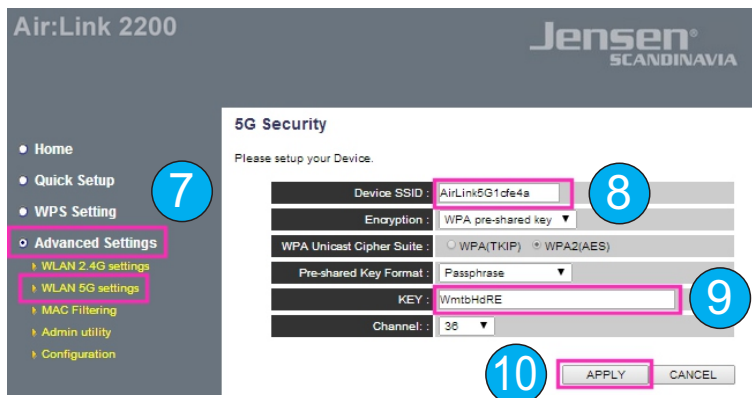 Air:Link 2200
Jensen®
SCANDINAVIA
Home
Quick Setup
WPS Setting
Advanced Settings
WLAN 2.4G settings
WLAN 5G settings
MAC Filtering
Admin utility
Configuration
7
5G Security
Please setup your Device.
Device SSID : AirLink5G1cfe4a
8
Encryption : WPA pre-shared key ▼
WPA Unicast Cipher Suite : WPA(TKIP) WPA2(AES)
Pre-shared Key Format : Passphrase ▼
KEY : WmtbHdRE
9
Channel: : 36 ▼
10
APPLY CANCEL